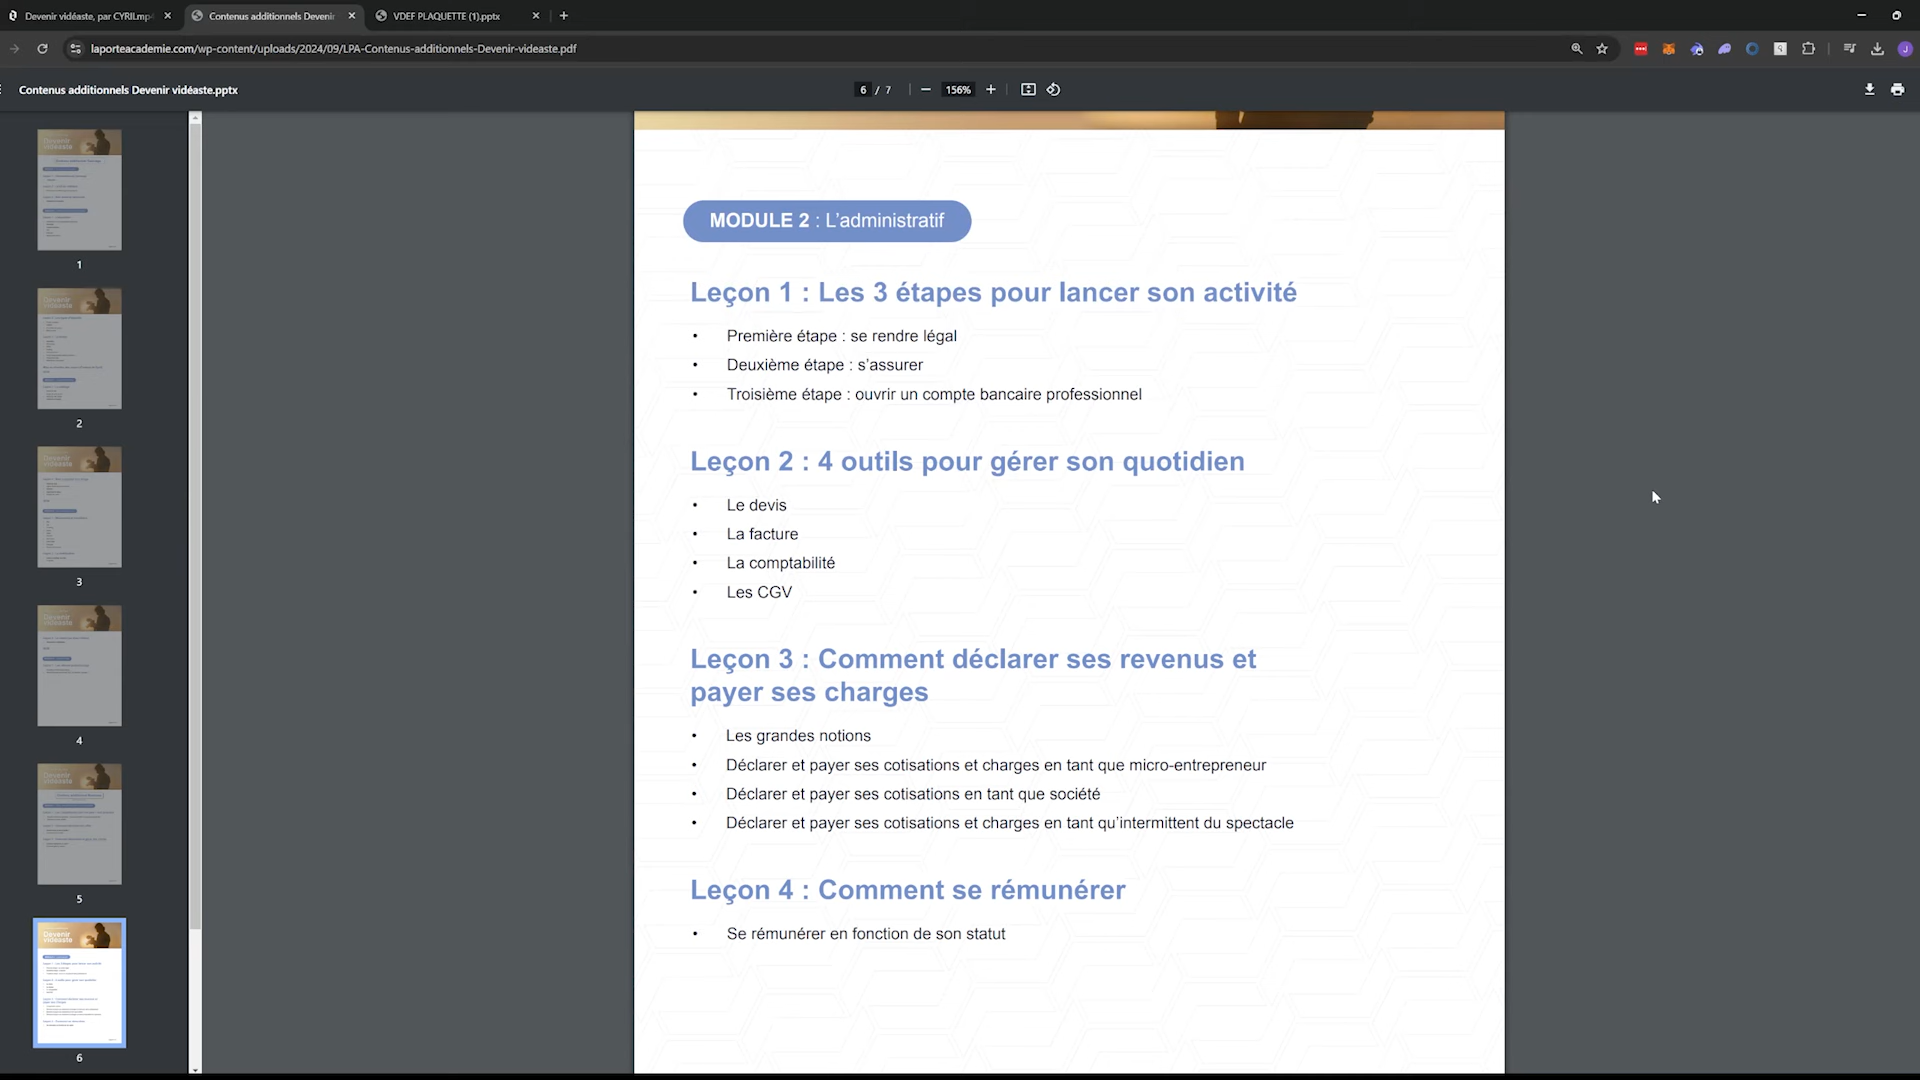 Devenir vidéaste, par CYRIl.mp
Contenus additionnels Devenir
VDEF PLAQUETTE (1).pptx
laporteacademie.com/wp-content/uploads/2024/09/LPA-Contenus-additionnels-Devenir-videaste.pdf
Contenus additionnels Devenir vidéaste.pptx
6 / 7
156%
1
2
3
4
5
Devenir
vidéaste
6
MODULE 2 : L'administratif
Leçon 1 : Les 3 étapes pour lancer son activité
• Première étape : se rendre légal
• Deuxième étape : s'assurer
• Troisième étape : ouvrir un compte bancaire professionnel
Leçon 2 : 4 outils pour gérer son quotidien
• Le devis
• La facture
• La comptabilité
• Les CGV
Leçon 3 : Comment déclarer ses revenus et
payer ses charges
• Les grandes notions
• Déclarer et payer ses cotisations et charges en tant que micro-entrepreneur
• Déclarer et payer ses cotisations en tant que société
• Déclarer et payer ses cotisations et charges en tant qu'intermittent du spectacle
Leçon 4 : Comment se rémunérer
• Se rémunérer en fonction de son statut